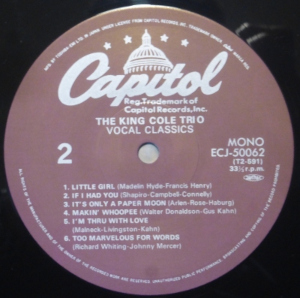 Capitol
Reg. Trademark of
Capitol Records, Inc.
THE KING COLE TRIO
VOCAL CLASSICS
2
MONO
ECJ-50062
(T2-591)
33⅓ r.p.m.
1. LITTLE GIRL (Madelin Hyde-Francis Henry)
2. IF I HAD YOU (Shapiro-Campbell-Connelly)
3. IT'S ONLY A PAPER MOON (Arlen-Rose-Haburg)
4. MAKIN' WHOOPEE (Walter Donaldson-Gus Kahn)
5. I'M THRU WITH LOVE
(Malneck-Livingston-Kahn)
6. TOO MARVELOUS FOR WORDS
(Richard Whiting-Johnny Mercer)